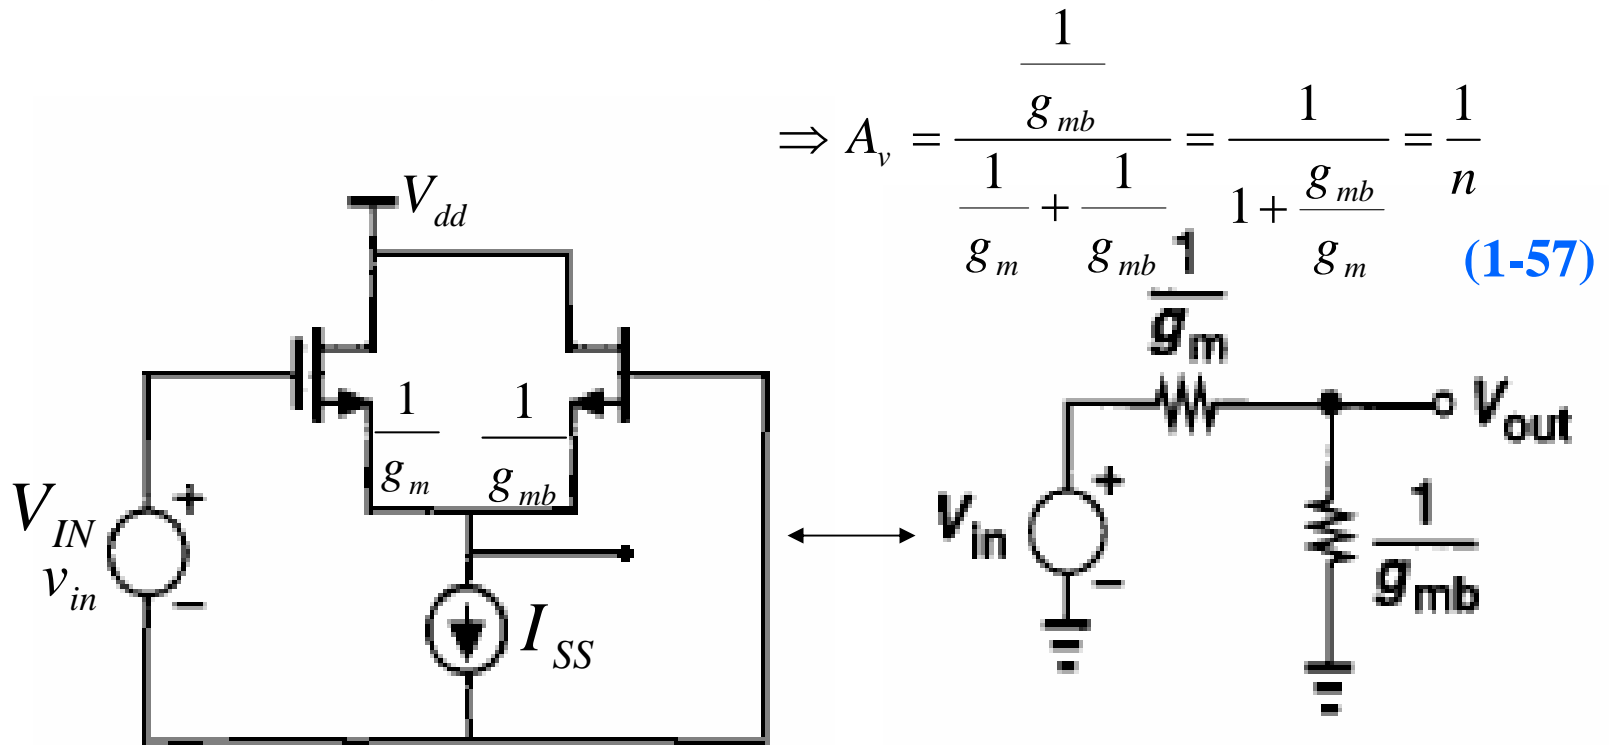 ⇒ A_v = (1/g_mb) / (1/g_m + 1/g_mb) = 1 / (1 + g_mb/g_m) = 1/n
(1-57)
V_dd
1/g_m
1/g_mb
V_IN
v_in
+
−
I_SS
1/g_m
V_in
+
−
V_out
1/g_mb